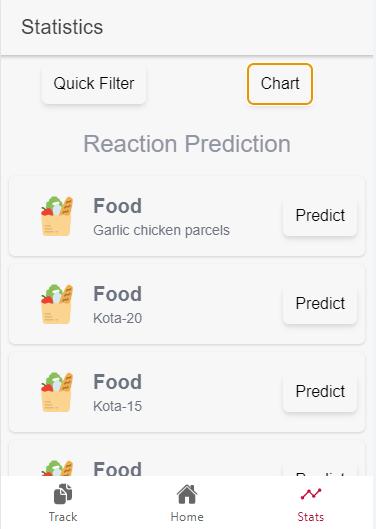 Statistics
Quick Filter
Chart
Reaction Prediction
Food
Garlic chicken parcels
Predict
Food
Kota-20
Predict
Food
Kota-15
Predict
Food
Predict
Track
Home
Stats